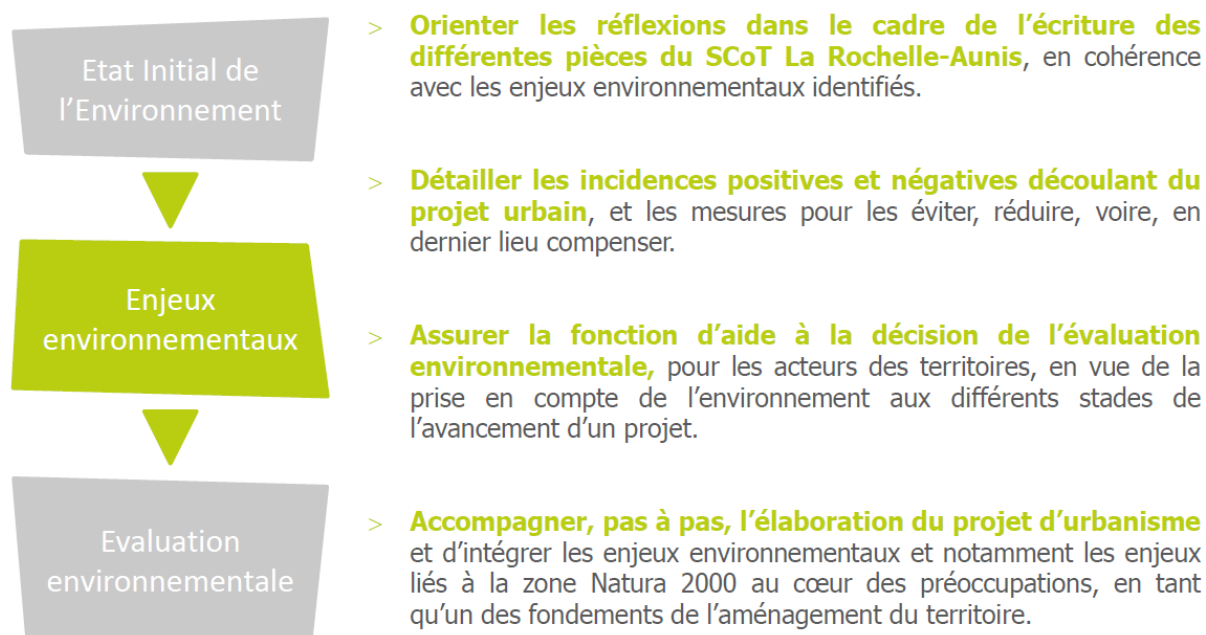 Etat Initial de
l'Environnement
Enjeux
environnementaux
Evaluation
environnementale
> Orienter les réflexions dans le cadre de l'écriture des
différentes pièces du SCoT La Rochelle-Aunis, en cohérence
avec les enjeux environnementaux identifiés.
> Détailler les incidences positives et négatives découlant du
projet urbain, et les mesures pour les éviter, réduire, voire, en
dernier lieu compenser.
> Assurer la fonction d'aide à la décision de l'évaluation
environnementale, pour les acteurs des territoires, en vue de la
prise en compte de l'environnement aux différents stades de
l'avancement d'un projet.
> Accompagner, pas à pas, l'élaboration du projet d'urbanisme
et d'intégrer les enjeux environnementaux et notamment les enjeux
liés à la zone Natura 2000 au cœur des préoccupations, en tant
qu'un des fondements de l'aménagement du territoire.